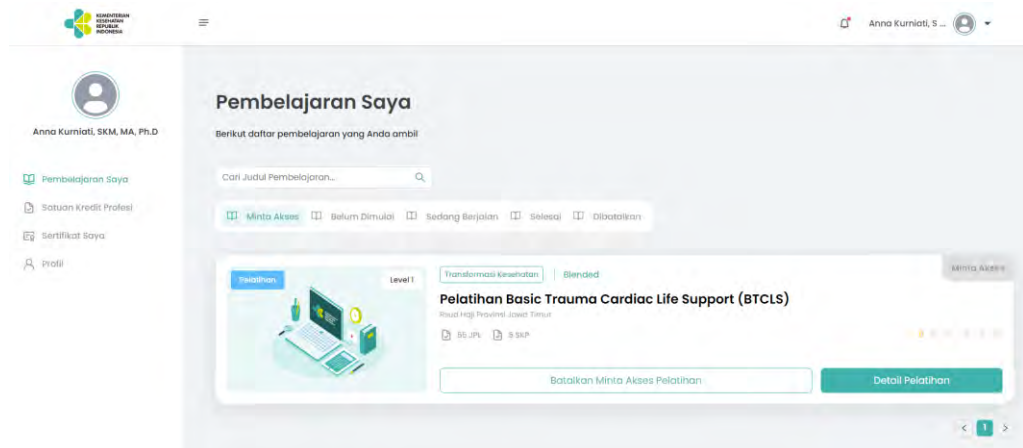 KEMENTERIAN
KESEHATAN
REPUBLIK
INDONESIA
Anna Kurniati, S ...
Anna Kurniati, SKM, MA, Ph.D
Pembelajaran Saya
Satuan Kredit Profesi
Sertifikat Saya
Profil
Pembelajaran Saya
Berikut daftar pembelajaran yang Anda ambil
Cari Judul Pembelajaran...
Minta Akses Belum Dimulai Sedang Berjalan Selesai Dibatalkan
Pelatihan Level 1
Transformasi Kesehatan Blended
Minta Akses
Pelatihan Basic Trauma Cardiac Life Support (BTCLS)
Rsud Haji Provinsi Jawa Timur
55 JPL SKP
Batalkan Minta Akses Pelatihan Detail Pelatihan
< 1 >